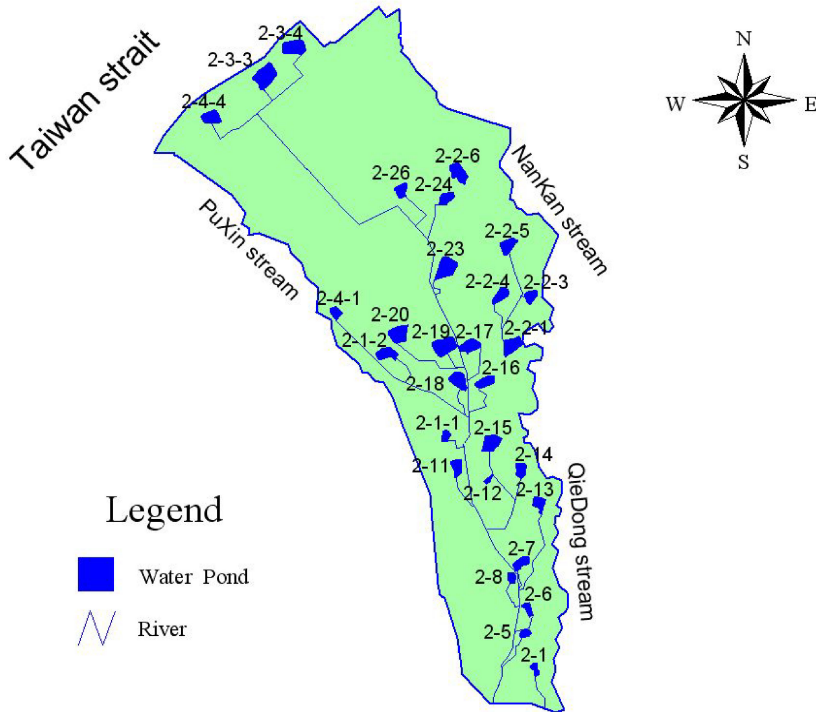 2-3-4
2-3-3
2-4-4
Taiwan strait
N
W
E
S
2-2-6
2-26
2-24
NanKan stream
PuXin stream
2-2-5
2-23
2-2-4
2-2-3
2-4-1
2-20
2-19
2-17
2-2-1
2-1-2
2-18
2-16
2-1-1
2-15
2-11
2-14
2-12
2-13
QieDong stream
Legend
Water Pond
River
2-7
2-8
2-6
2-5
2-1